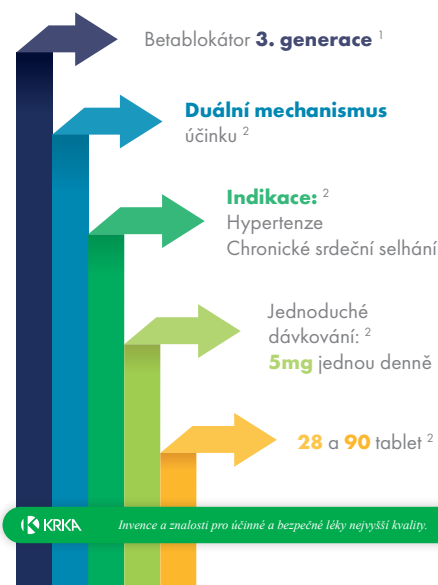 Betablokátor 3. generace 1
Duální mechanismus
účinku 2
Indikace: 2
Hypertenze
Chronické srdeční selhání
Jednoduché
dávkování: 2
5mg jednou denně
28 a 90 tablet 2
KRKA Invence a znalosti pro účinné a bezpečné léky nejvyšší kvality.